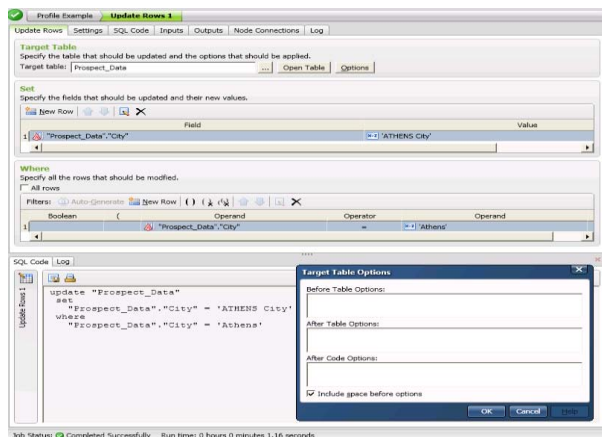 Profile Example Update Rows 1
Update Rows Settings SQL Code Inputs Outputs Node Connections Log
Target Table
Specify the table that should be updated and the options that should be applied.
Target table: Prospect_Data ... Open Table Options
Set
Specify the fields that should be updated and their new values.
New Row
Field Value
1 "Prospect_Data"."City" 'ATHENS City'
Where
Specify all the rows that should be modified.
All rows
Filters: Auto-Generate New Row ( )
Boolean ( Operand Operator Operand
1 "Prospect_Data"."City" = 'Athens'
SQL Code Log
Update Rows 1
update "Prospect_Data"
set
"Prospect_Data"."City" = 'ATHENS City'
where
"Prospect_Data"."City" = 'Athens'
Target Table Options
Before Table Options:
After Table Options:
After Code Options:
Include space before options
OK Cancel Help
Job Status: Completed Successfully Run time: 0 hours 0 minutes 1.16 seconds